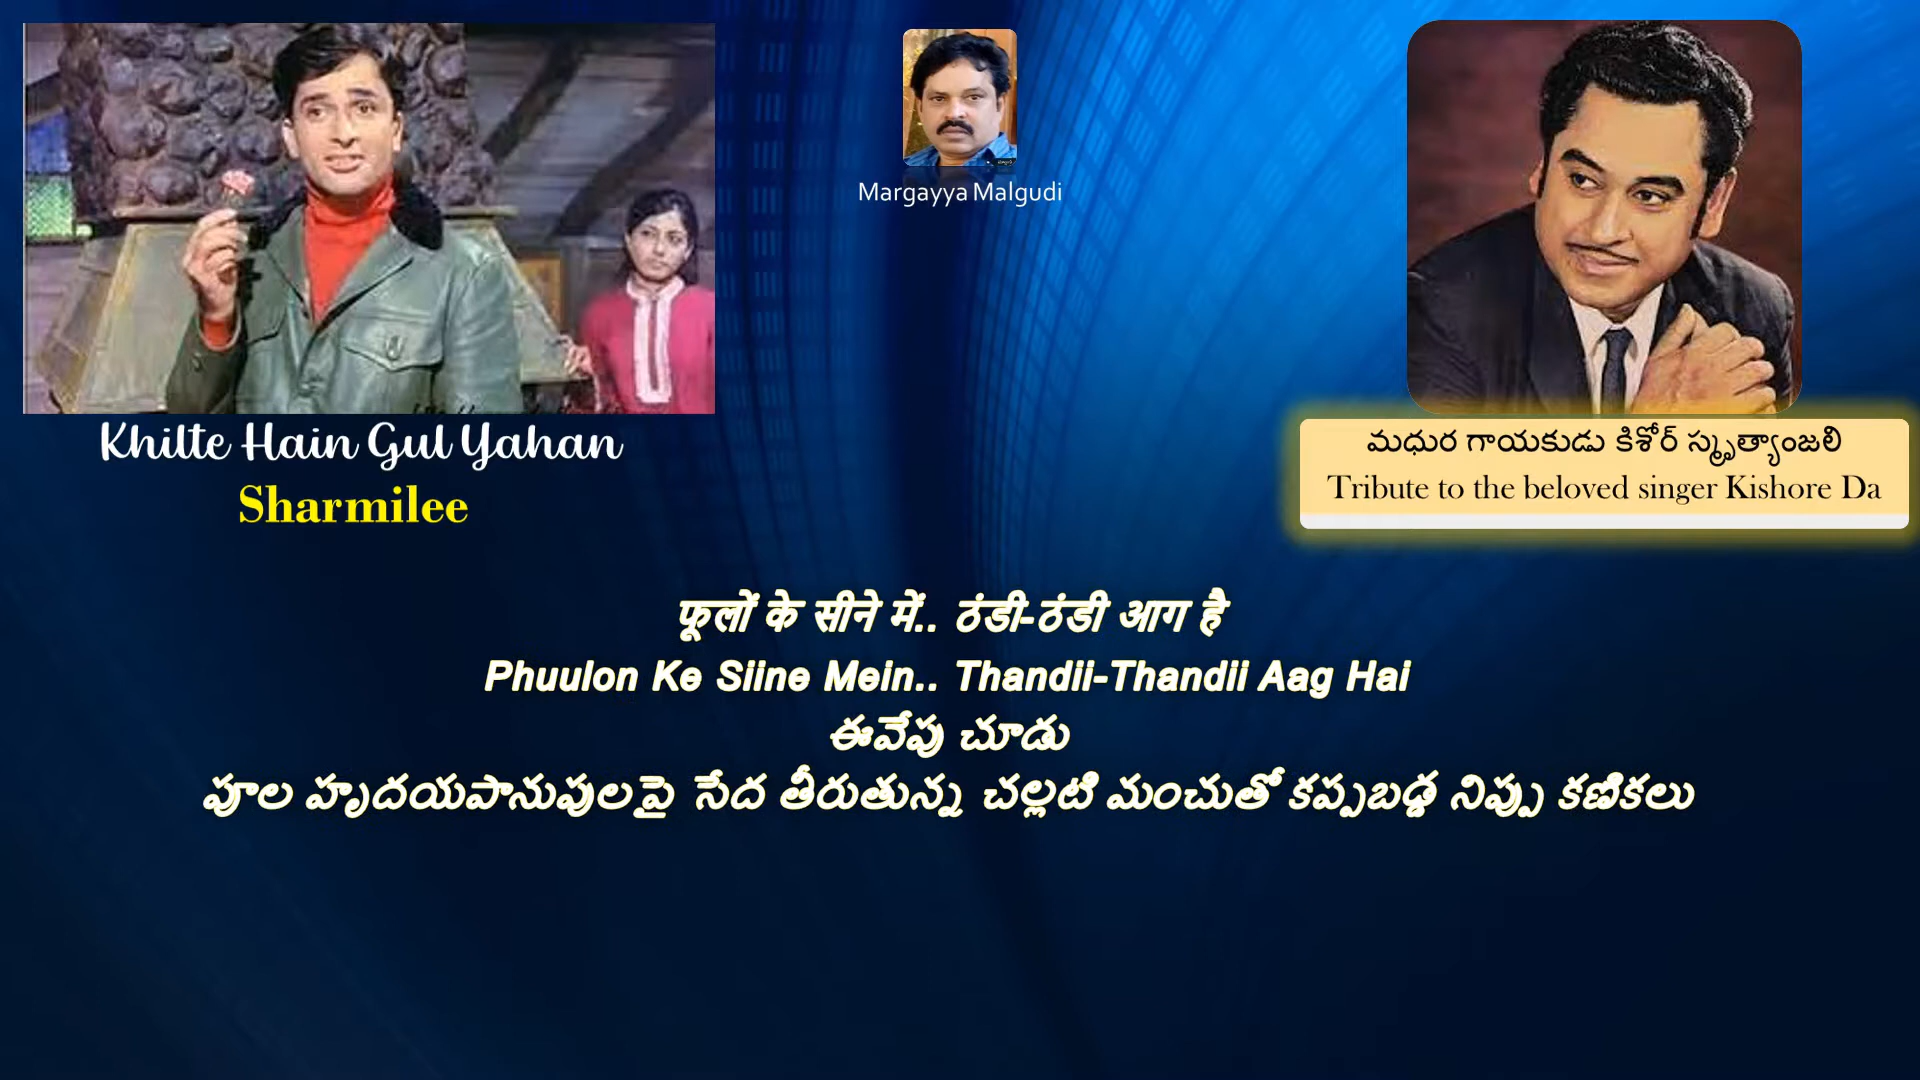 Margayya Malgudi
Khilte Hain Gul Yahan
Sharmilee
మధుర గాయకుడు కిశోర్ స్మృత్యాంజలి
Tribute to the beloved singer Kishore Da
फूलों के सीने में.. ठंडी-ठंडी आग है
Phuulon Ke Siine Mein.. Thandii-Thandii Aag Hai
ఈవేపు చూడు
పూల హృదయపానుపులపై సేద తీరుతున్న చల్లటి మంచుతో కప్పబడ్డ నిప్పు కణికలు